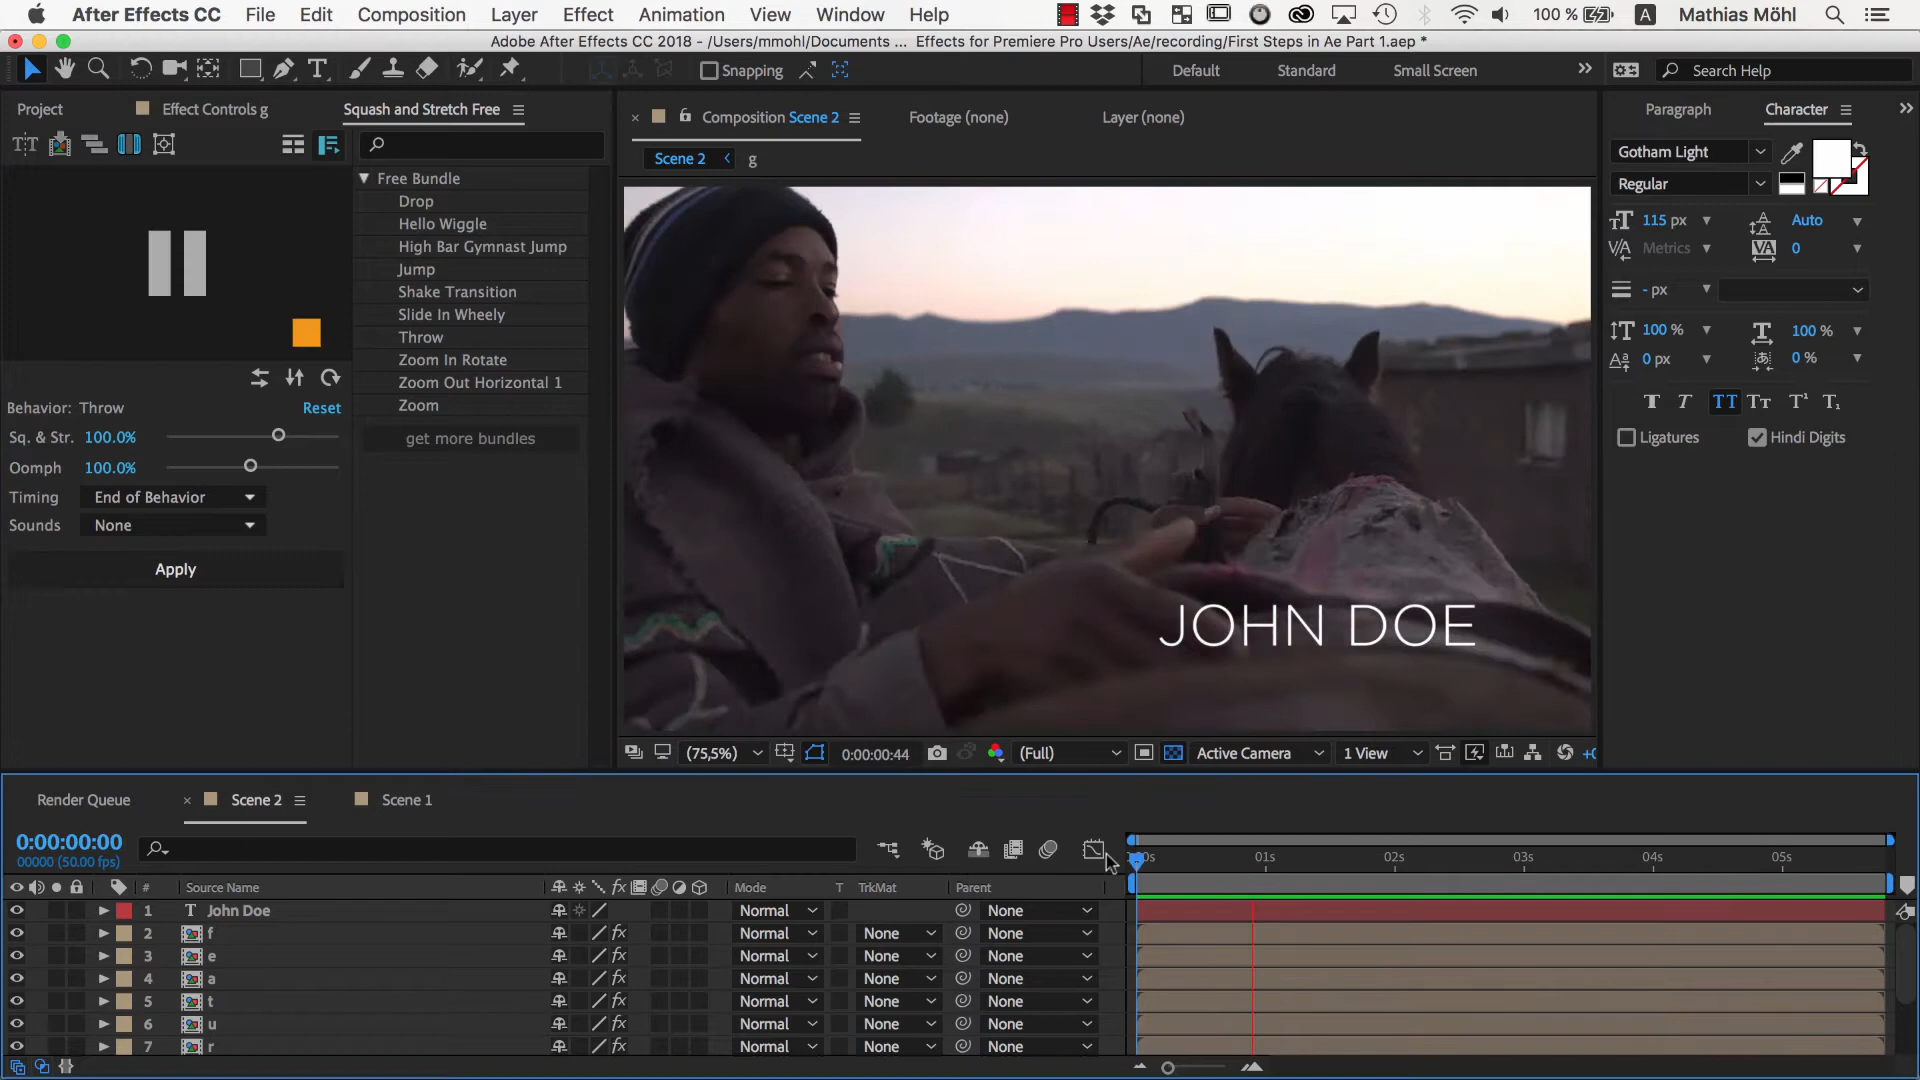 After Effects CC File Edit Composition Layer Effect Animation View Window Help 100 % A Mathias Möhl
Adobe After Effects CC 2018 - /Users/mmohl/Documents ... Effects for Premiere Pro Users/Ae/recording/First Steps in Ae Part 1.aep *
Snapping Default Standard Small Screen Search Help
Project Effect Controls g Squash and Stretch Free
Composition Scene 2 Footage (none) Layer (none)
Paragraph Character
Scene 2 g
Gotham Light
Regular
Free Bundle
Drop
Hello Wiggle
High Bar Gymnast Jump
Jump
Shake Transition
Slide In Wheely
Throw
Zoom In Rotate
Zoom Out Horizontal 1
Zoom
get more bundles
Behavior: Throw Reset
Sq. & Str. 100.0%
Oomph 100.0%
Timing End of Behavior
Sounds None
Apply
115 px Auto
Metrics 0
- px
100 % 100 %
0 px 0 %
Ligatures Hindi Digits
JOHN DOE
(75,5%) 0:00:00:44 (Full) Active Camera 1 View +0
Render Queue Scene 2 Scene 1
0:00:00:00
00000 (50.00 fps)
01s 02s 03s 04s 05s
# Source Name Mode T TrkMat Parent
1 T John Doe Normal None
2 f Normal None None
3 e Normal None None
4 a Normal None None
5 t Normal None None
6 u Normal None None
7 r Normal None None